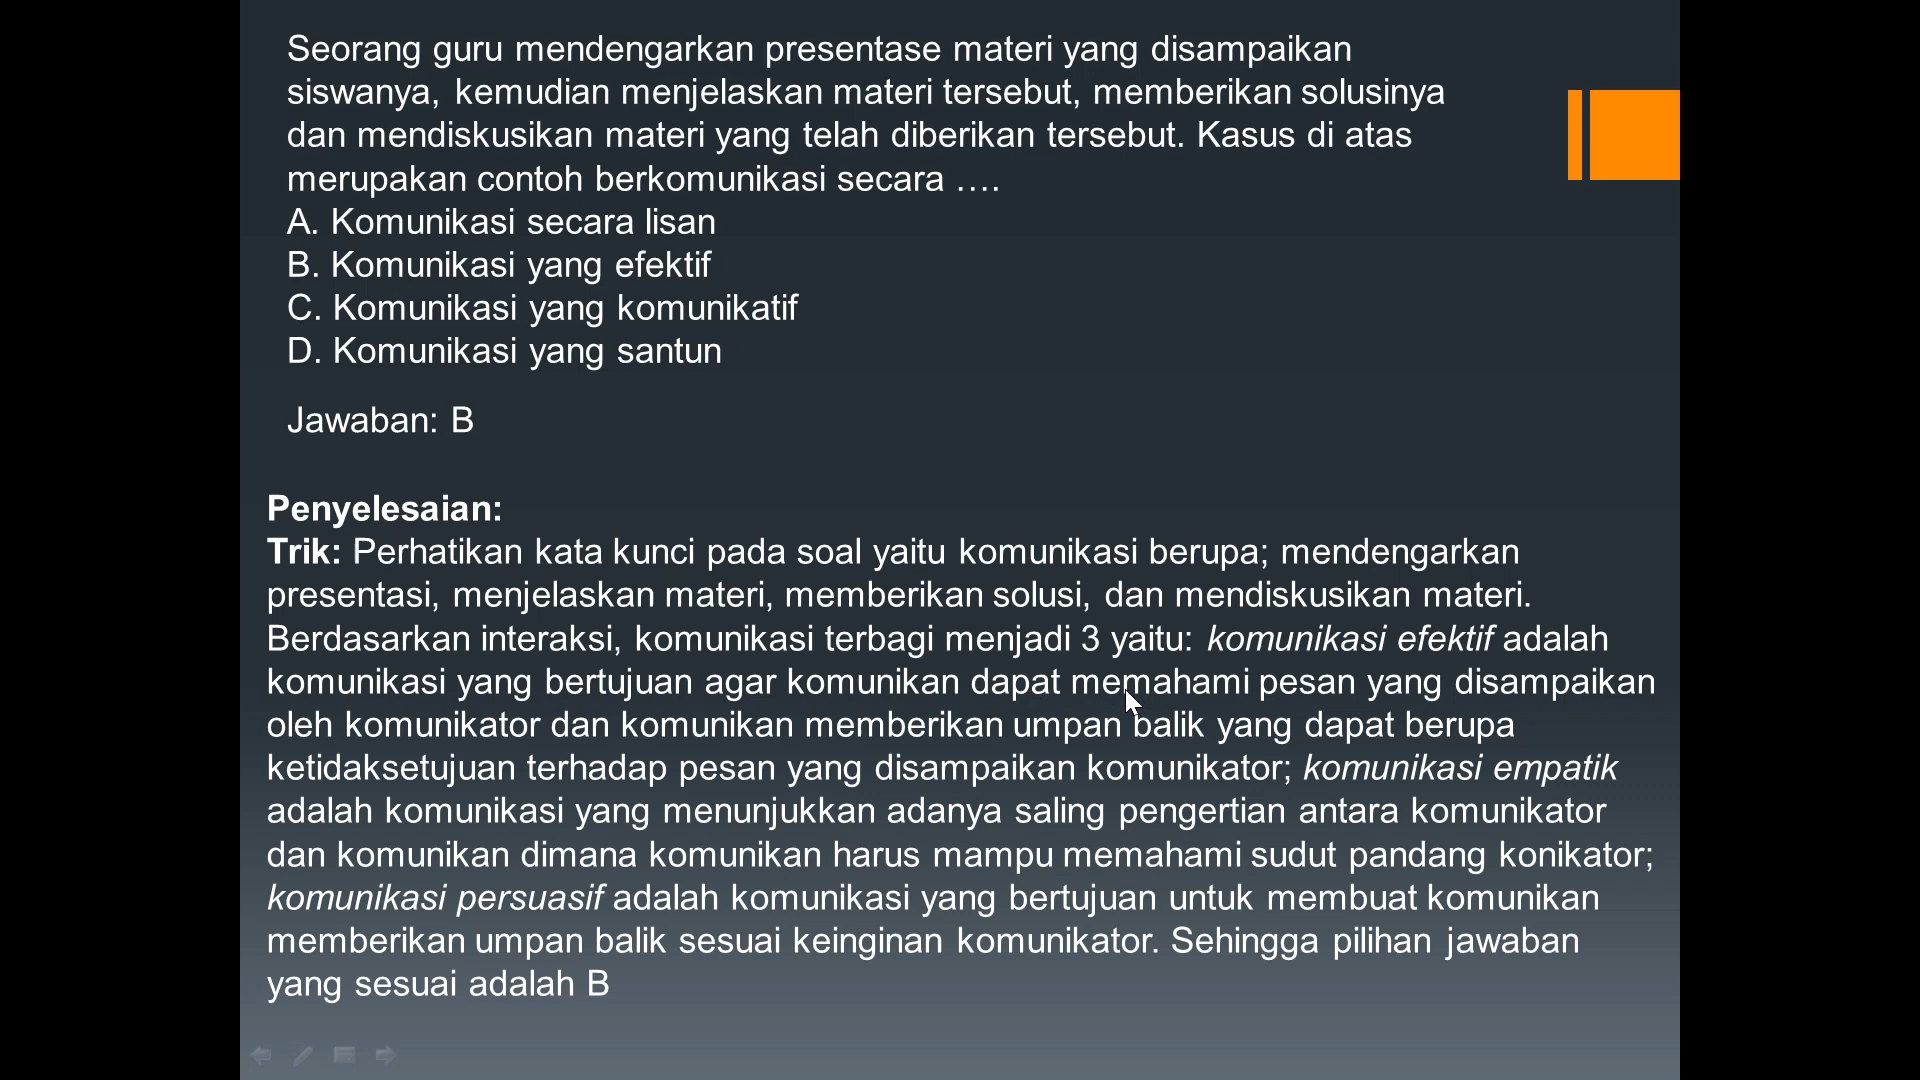 Seorang guru mendengarkan presentase materi yang disampaikan
siswanya, kemudian menjelaskan materi tersebut, memberikan solusinya
dan mendiskusikan materi yang telah diberikan tersebut. Kasus di atas
merupakan contoh berkomunikasi secara ….
A. Komunikasi secara lisan
B. Komunikasi yang efektif
C. Komunikasi yang komunikatif
D. Komunikasi yang santun
Jawaban: B
Penyelesaian:
Trik: Perhatikan kata kunci pada soal yaitu komunikasi berupa; mendengarkan
presentasi, menjelaskan materi, memberikan solusi, dan mendiskusikan materi.
Berdasarkan interaksi, komunikasi terbagi menjadi 3 yaitu: komunikasi efektif adalah
komunikasi yang bertujuan agar komunikan dapat memahami pesan yang disampaikan
oleh komunikator dan komunikan memberikan umpan balik yang dapat berupa
ketidaksetujuan terhadap pesan yang disampaikan komunikator; komunikasi empatik
adalah komunikasi yang menunjukkan adanya saling pengertian antara komunikator
dan komunikan dimana komunikan harus mampu memahami sudut pandang konikator;
komunikasi persuasif adalah komunikasi yang bertujuan untuk membuat komunikan
memberikan umpan balik sesuai keinginan komunikator. Sehingga pilihan jawaban
yang sesuai adalah B